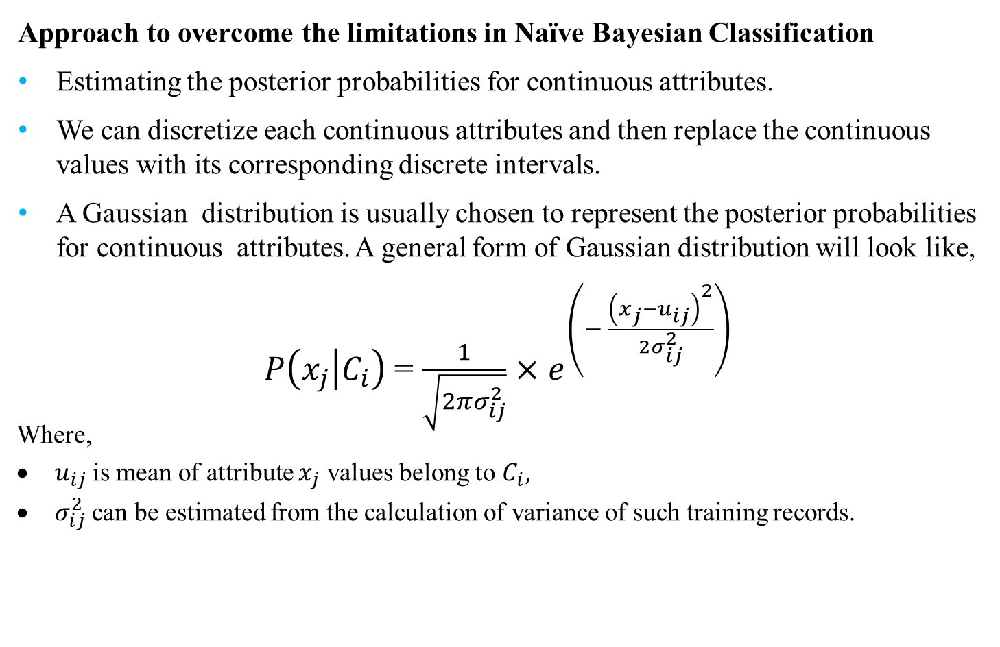 Approach to overcome the limitations in Naïve Bayesian Classification
• Estimating the posterior probabilities for continuous attributes.
• We can discretize each continuous attributes and then replace the continuous
values with its corresponding discrete intervals.
• A Gaussian distribution is usually chosen to represent the posterior probabilities
for continuous attributes. A general form of Gaussian distribution will look like,
$P(x_j|C_i) = \frac{1}{\sqrt{2\pi\sigma_{ij}^2}} \times e^{\left(-\frac{(x_j - u_{ij})^2}{2\sigma_{ij}^2}\right)}$
Where,
• $u_{ij}$ is mean of attribute $x_j$ values belong to $C_i$,
• $\sigma_{ij}^2$ can be estimated from the calculation of variance of such training records.